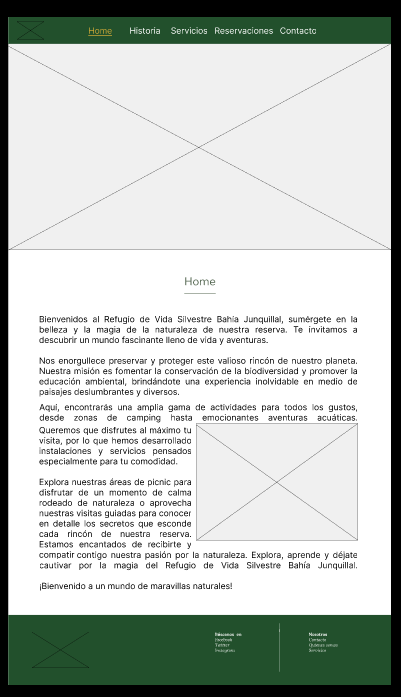 Home Historia Servicios Reservaciones Contacto
Home
Bienvenidos al Refugio de Vida Silvestre Bahía Junquillal, sumérgete en la
belleza y la magia de la naturaleza de nuestra reserva. Te invitamos a
descubrir un mundo fascinante lleno de vida y aventuras.
Nos enorgullece preservar y proteger este valioso rincón de nuestro planeta.
Nuestra misión es fomentar la conservación de la biodiversidad y promover la
educación ambiental, brindándote una experiencia inolvidable en medio de
paisajes deslumbrantes y diversos.
Aquí, encontrarás una amplia gama de actividades para todos los gustos,
desde zonas de camping hasta emocionantes aventuras acuáticas.
Queremos que disfrutes al máximo tu
visita, por lo que hemos desarrollado
instalaciones y servicios pensados
especialmente para tu comodidad.
Explora nuestras áreas de picnic para
disfrutar de un momento de calma
rodeado de naturaleza o aprovecha
nuestras visitas guiadas para conocer
en detalle los secretos que esconde
cada rincón de nuestra reserva.
Estamos encantados de recibirte y
compatir contigo nuestra pasión por la naturaleza. Explora, aprende y déjate
cautivar por la magia del Refugio de Vida Silvestre Bahía Junquillal.
¡Bienvenido a un mundo de maravillas naturales!
Búscanos en
Facebook
Twitter
Instagram
Nosotros
Contacto
Quiénes somos
Servicios